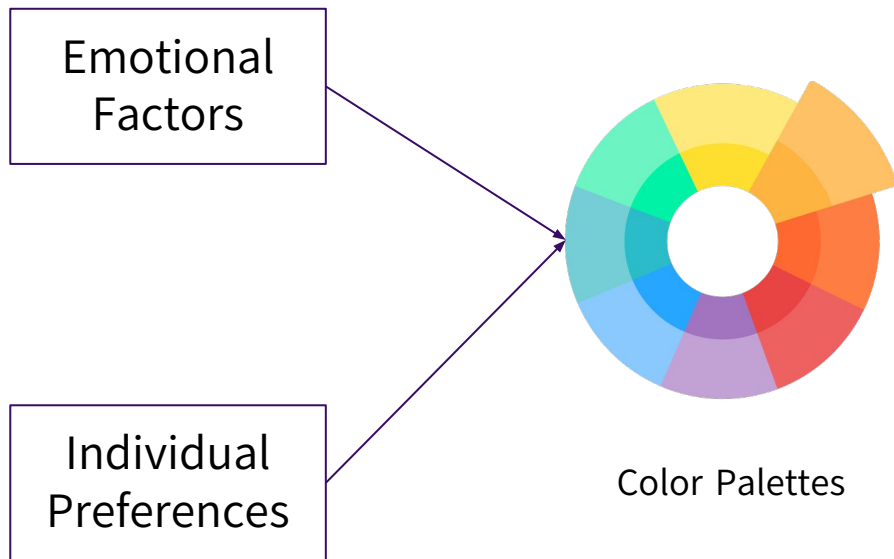 Emotional
Factors
Individual
Preferences
Color Palettes